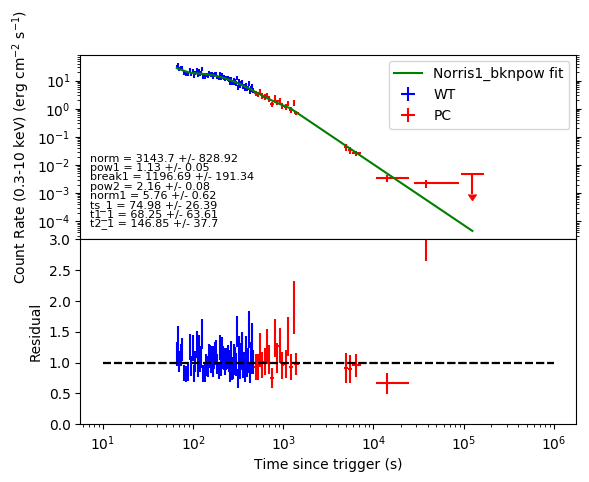 Count Rate (0.3-10 keV) (erg cm⁻² s⁻¹)
10¹
10⁰
10⁻¹
10⁻²
10⁻³
10⁻⁴
Norris1_bknpow fit
WT
PC
norm = 3143.7 +/- 828.92
pow1 = 1.13 +/- 0.05
break1 = 1196.69 +/- 191.34
pow2 = 2.16 +/- 0.08
norm1 = 5.76 +/- 0.62
ts_1 = 74.98 +/- 26.39
t1_1 = 68.25 +/- 63.61
t2_1 = 146.85 +/- 37.7
Residual
3.0
2.5
2.0
1.5
1.0
0.5
0.0
10¹ 10² 10³ 10⁴ 10⁵ 10⁶
Time since trigger (s)